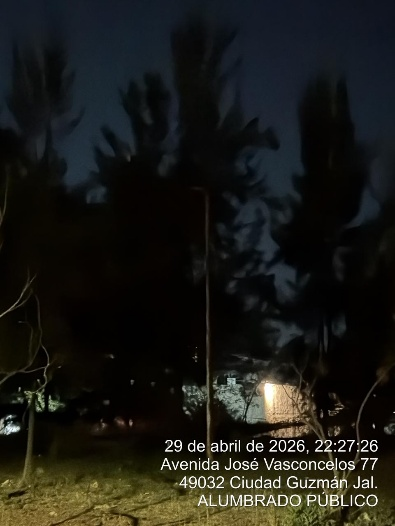 29 de abril de 2026, 22:27:26
Avenida José Vasconcelos 77
49032 Ciudad Guzmán Jal.
ALUMBRADO PÚBLICO